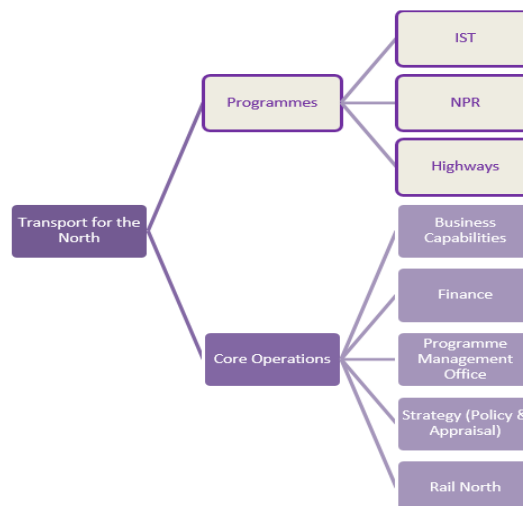 IST
Programmes
NPR
Highways
Transport for the
North
Business
Capabilities
Finance
Core Operations
Programme
Management
Office
Strategy (Policy &
Appraisal)
Rail North